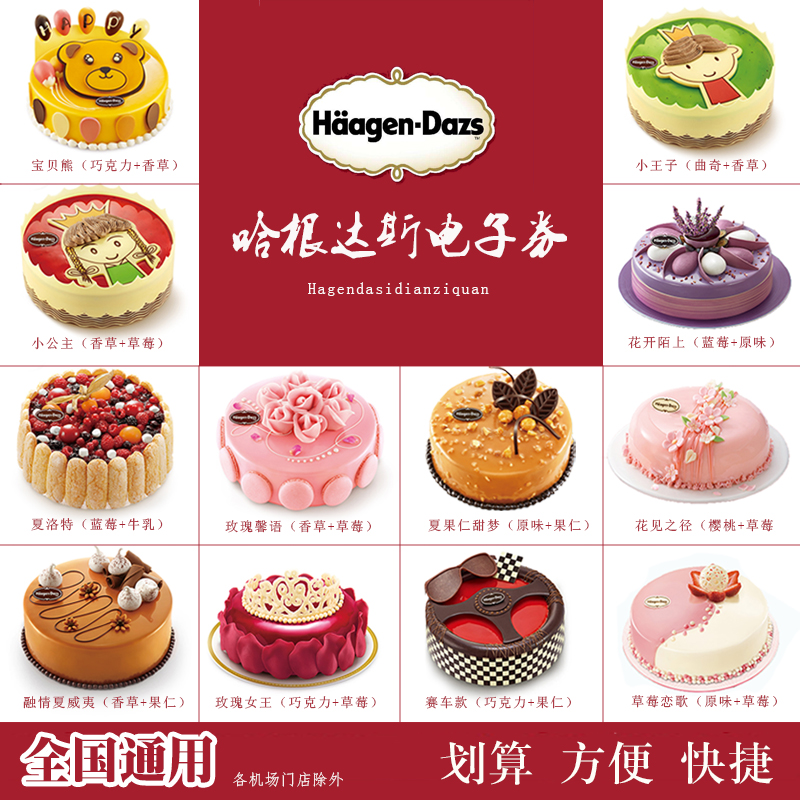 HAPPY
Häagen-Dazs
宝贝熊（巧克力+香草）
小王子（曲奇+香草）
哈根达斯电子券
Hagendasidianziquan
小公主（香草+草莓）
花开陌上（蓝莓+原味）
夏洛特（蓝莓+牛乳）
玫瑰馨语（香草+草莓）
夏果仁甜梦（原味+果仁）
花见之径（樱桃+草莓
融情夏威夷（香草+果仁）
玫瑰女王（巧克力+草莓）
赛车款（巧克力+果仁）
草莓恋歌（原味+草莓）
全国通用 各机场门店除外 划算 方便 快捷